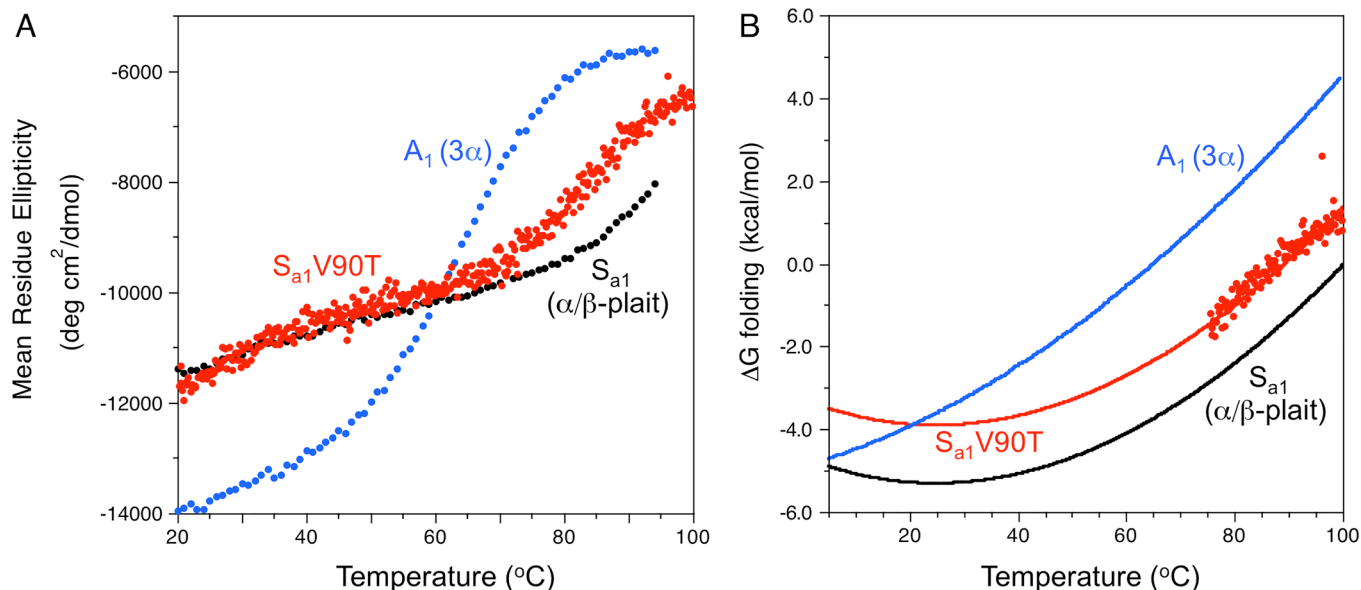 A
Mean Residue Ellipticity
(deg cm²/dmol)
-6000
-8000
-10000
-12000
-14000
A₁ (3α)
Sₐ₁V90T
Sₐ₁
(α/β-plait)
20
40
60
80
100
Temperature (ᵒC)
B
ΔG folding (kcal/mol)
6.0
4.0
2.0
0.0
-2.0
-4.0
-6.0
A₁ (3α)
Sₐ₁
(α/β-plait)
Sₐ₁V90T
20
40
60
80
100
Temperature (ᵒC)